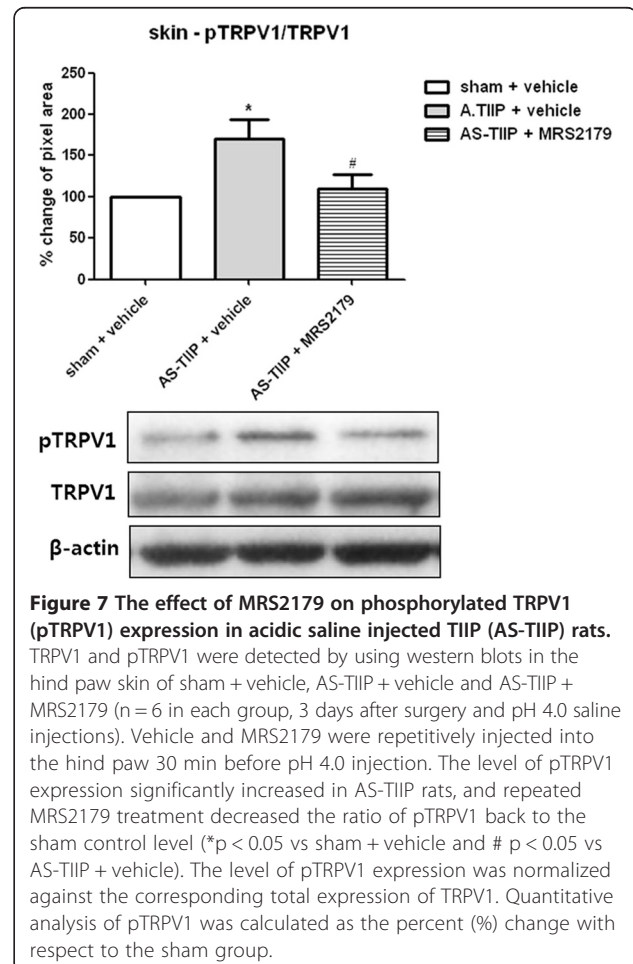 skin - pTRPV1/TRPV1
% change of pixel area
250
200
150
100
50
0
*
#
sham + vehicle
A.TIIP + vehicle
AS-TIIP + MRS2179
sham + vehicle
AS-TIIP + vehicle
AS-TIIP + MRS2179
pTRPV1
TRPV1
β-actin
Figure 7 The effect of MRS2179 on phosphorylated TRPV1
(pTRPV1) expression in acidic saline injected TIIP (AS-TIIP) rats.
TRPV1 and pTRPV1 were detected by using western blots in the
hind paw skin of sham + vehicle, AS-TIIP + vehicle and AS-TIIP +
MRS2179 (n = 6 in each group, 3 days after surgery and pH 4.0 saline
injections). Vehicle and MRS2179 were repetitively injected into
the hind paw 30 min before pH 4.0 injection. The level of pTRPV1
expression significantly increased in AS-TIIP rats, and repeated
MRS2179 treatment decreased the ratio of pTRPV1 back to the
sham control level (*p < 0.05 vs sham + vehicle and # p < 0.05 vs
AS-TIIP + vehicle). The level of pTRPV1 expression was normalized
against the corresponding total expression of TRPV1. Quantitative
analysis of pTRPV1 was calculated as the percent (%) change with
respect to the sham group.